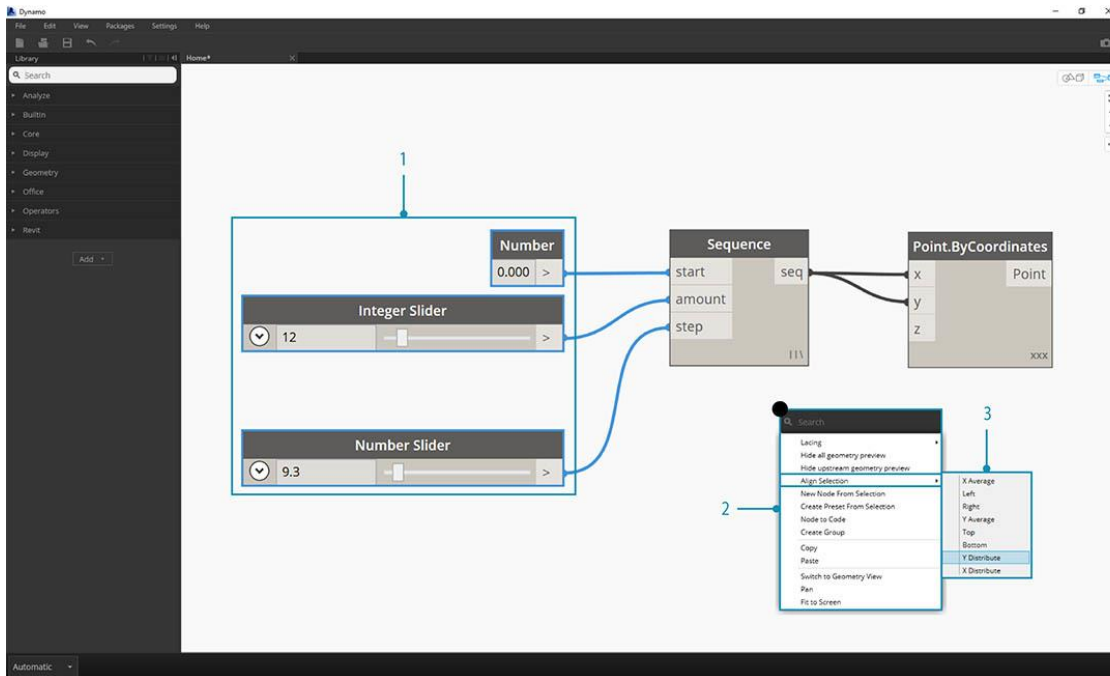 Dynamo
File Edit View Packages Settings Help
Library
Home*
Search
Analyze
BuiltIn
Core
Display
Geometry
Office
Operators
Revit
Add
1
Number
0.000 >
Integer Slider
12 >
Number Slider
9.3 >
Sequence
start seq
amount
step
Point.ByCoordinates
x Point
y
z
xxx
2
Search
Lacing
Hide all geometry preview
Hide upstream geometry preview
Align Selection
New Node From Selection
Create Preset From Selection
Node to Code
Create Group
Copy
Paste
Switch to Geometry View
Pan
Fit to Screen
3
X Average
Left
Right
Y Average
Top
Bottom
Y Distribute
X Distribute
Automatic